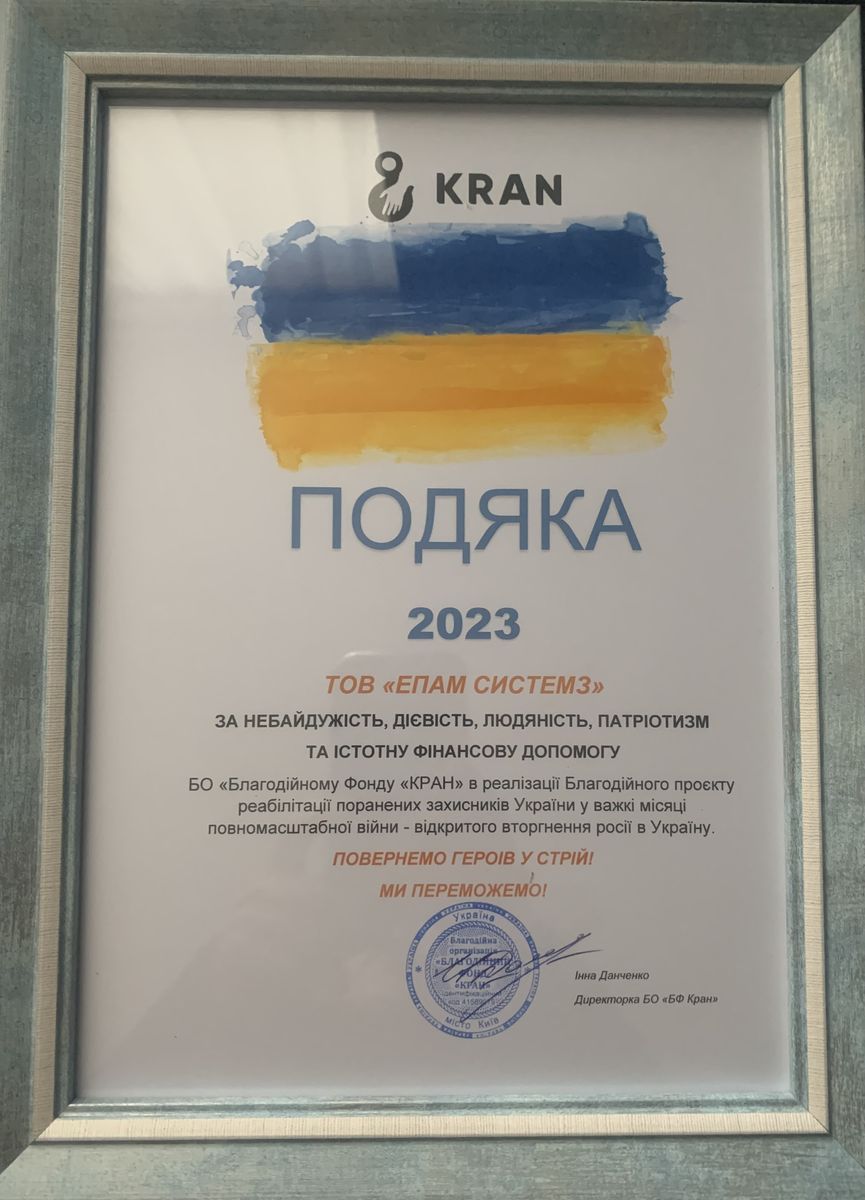 KRAN
ПОДЯКА
2023
ТОВ «ЕПАМ СИСТЕМЗ»
ЗА НЕБАЙДУЖІСТЬ, ДІЄВІСТЬ, ЛЮДЯНІСТЬ, ПАТРІОТИЗМ
ТА ІСТОТНУ ФІНАНСОВУ ДОПОМОГУ
БО «Благодійному Фонду «КРАН» в реалізації Благодійного проєкту
реабілітації поранених захисників України у важкі місяці
повномасштабної війни - відкритого вторгнення росії в Україну.
ПОВЕРНЕМО ГЕРОЇВ У СТРІЙ!
МИ ПЕРЕМОЖЕМО!
Україна
Благодійна
організація
«БЛАГОДІЙНИЙ
ФОНД
«КРАН»
ідентифікаційний
код
місто Київ
Інна Данченко
Директорка БО «БФ Кран»